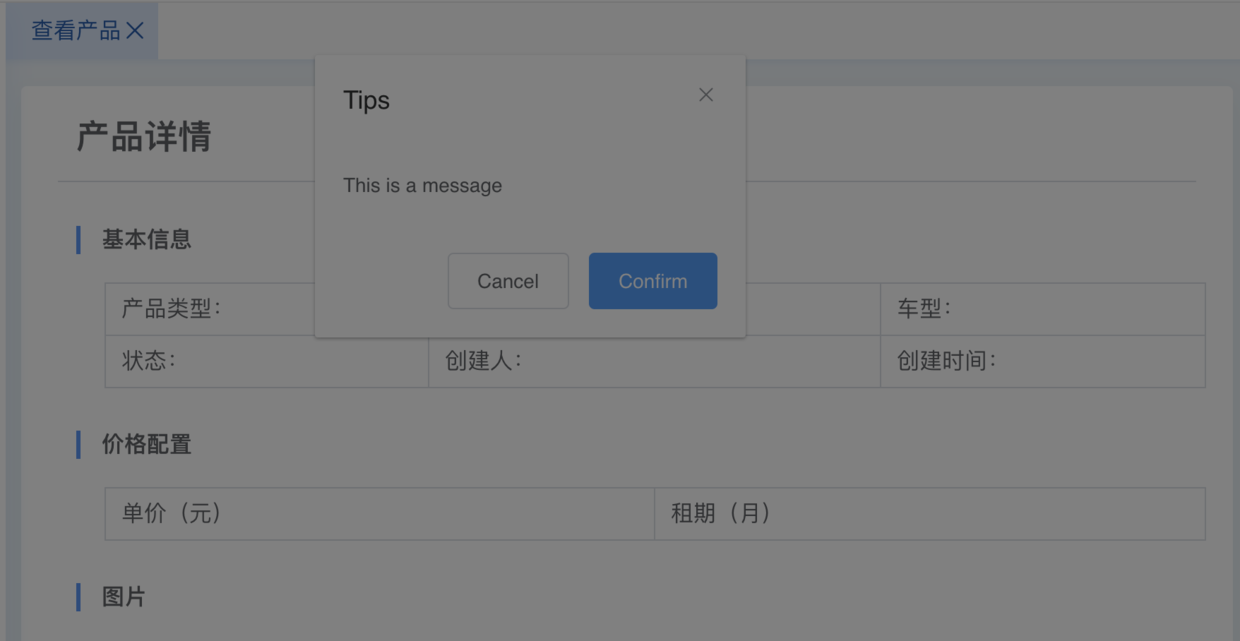 查看产品
Tips
产品详情
This is a message
基本信息
Cancel Confirm
产品类型： 车型：
状态： 创建人： 创建时间：
价格配置
单价（元） 租期（月）
图片